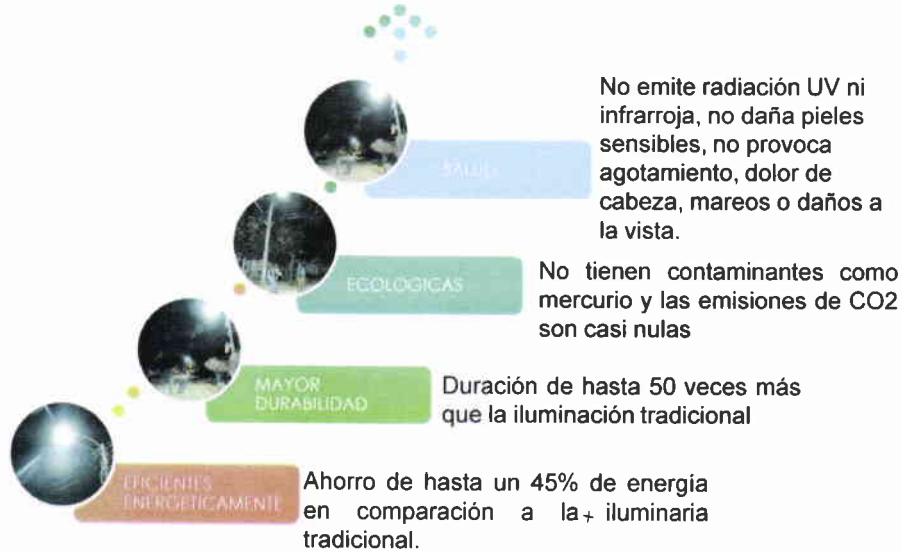 No emite radiación UV ni
infrarroja, no daña pieles
sensibles, no provoca
agotamiento, dolor de
cabeza, mareos o daños a
la vista.
SALUD
ECOLOGICAS
No tienen contaminantes como
mercurio y las emisiones de CO2
son casi nulas
MAYOR
DURABILIDAD
Duración de hasta 50 veces más
que la iluminación tradicional
EFICIENTES
ENERGETICAMENTE
Ahorro de hasta un 45% de energía
en comparación a la+ iluminaria
tradicional.